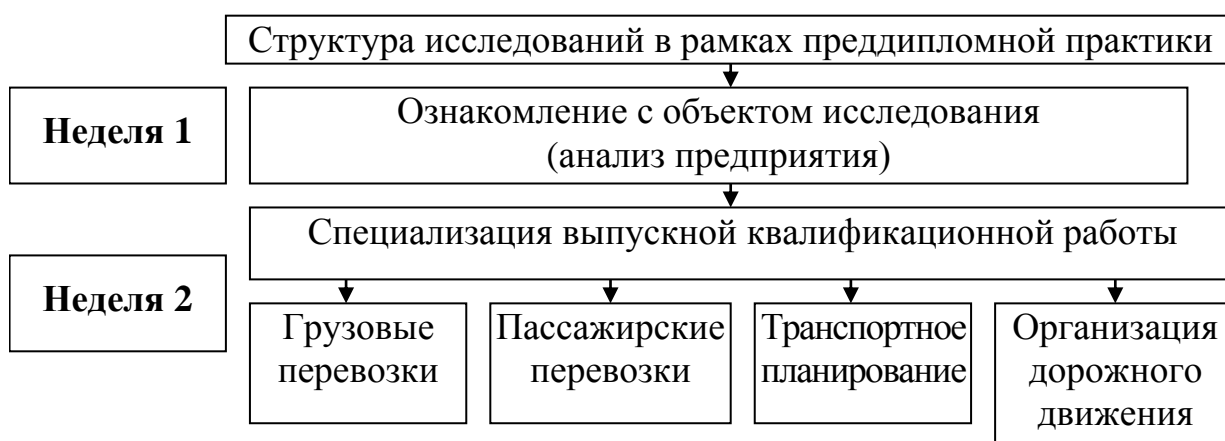 Структура исследований в рамках преддипломной практики
Неделя 1
Ознакомление с объектом исследования
(анализ предприятия)
Специализация выпускной квалификационной работы
Неделя 2
Грузовые
перевозки
Пассажирские
перевозки
Транспортное
планирование
Организация
дорожного
движения